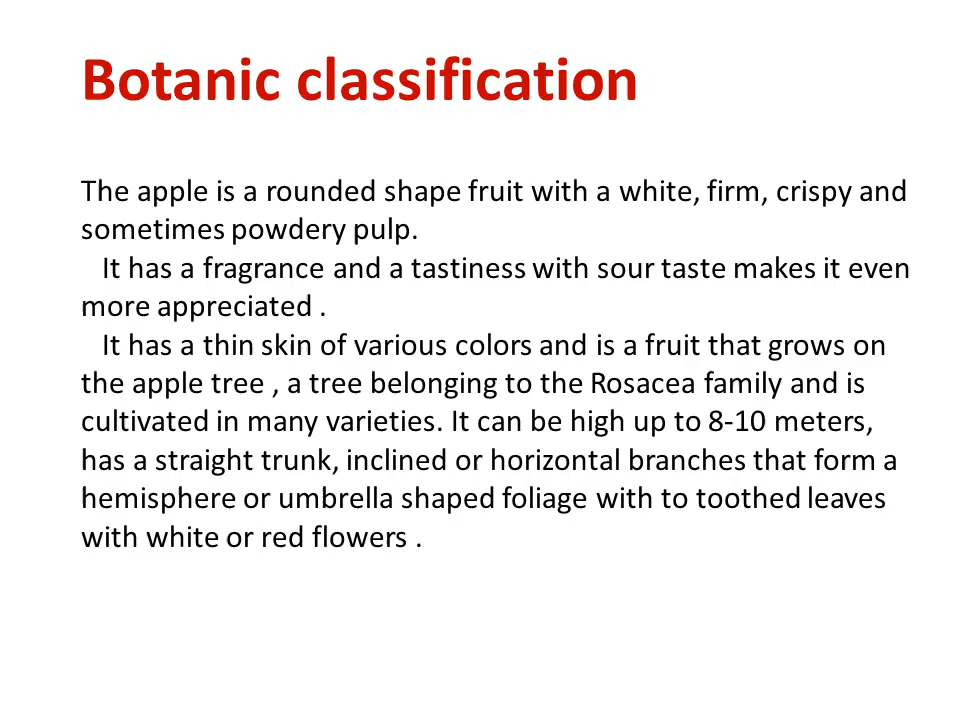 Botanic classification
The apple is a rounded shape fruit with a white, firm, crispy and
sometimes powdery pulp.
It has a fragrance and a tastiness with sour taste makes it even
more appreciated .
It has a thin skin of various colors and is a fruit that grows on
the apple tree , a tree belonging to the Rosacea family and is
cultivated in many varieties. It can be high up to 8-10 meters,
has a straight trunk, inclined or horizontal branches that form a
hemisphere or umbrella shaped foliage with to toothed leaves
with white or red flowers .